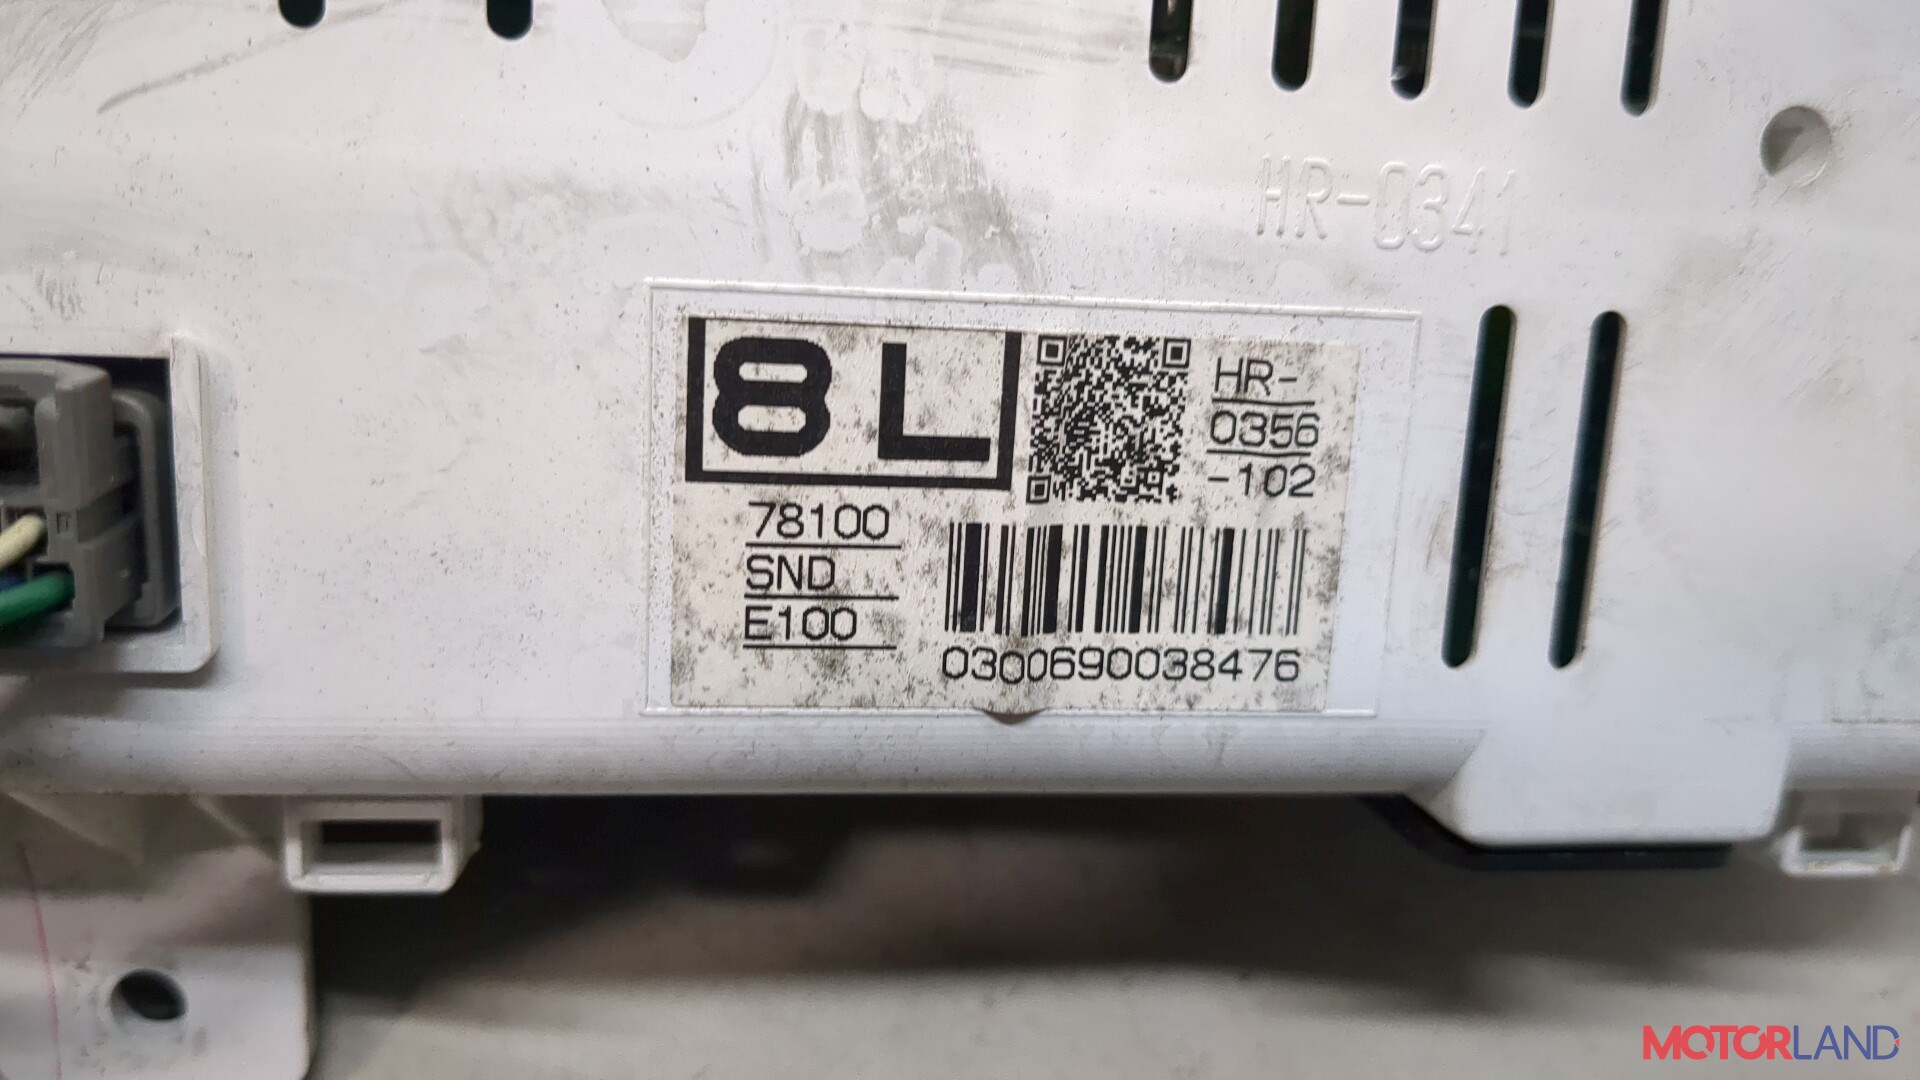 HR-0341
8L
HR-
0356
-102
78100
SND
E100
0300690038476
MOTORLAND